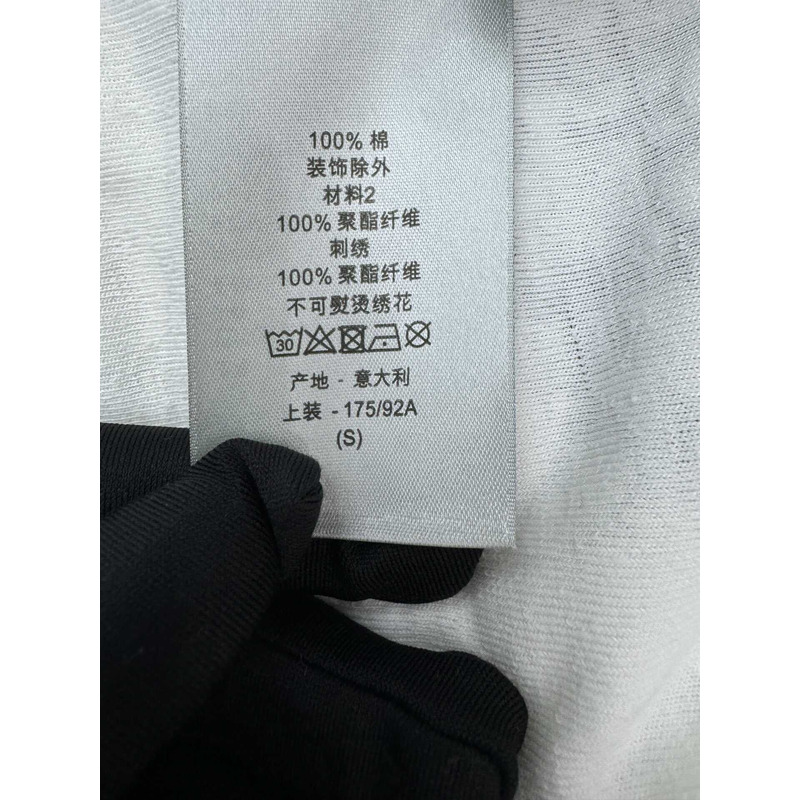 100% 棉
装饰除外
材料2
100% 聚酯纤维
刺绣
100% 聚酯纤维
不可熨烫绣花
30
产地 - 意大利
上装 - 175/92A
(S)